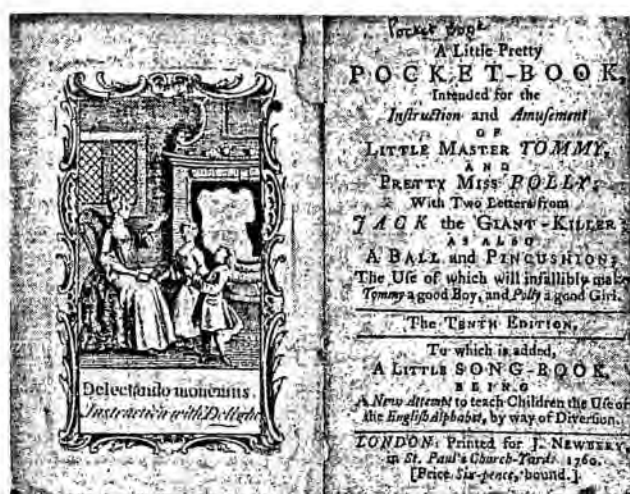 Delectando monemus.
Instruction with Delight.
Pocket Book
A Little Pretty
POCKET-BOOK,
Intended for the
Instruction and Amusement
OF
LITTLE MASTER TOMMY,
AND
PRETTY MISS POLLY.
With Two Letters from
JACK the GIANT-KILLER;
AS ALSO
A BALL and PINCUSHION;
The Use of which will infallibly make
Tommy a good Boy, and Polly a good Girl.
The TENTH EDITION.
To which is added,
A LITTLE SONG-BOOK,
BEING
A New Attempt to teach Children the Use of
the English Alphabet, by way of Diversion.
LONDON: Printed for J. NEWBERY,
in St. Paul's Church-Yard. 1760.
[Price Six-pence, bound.]